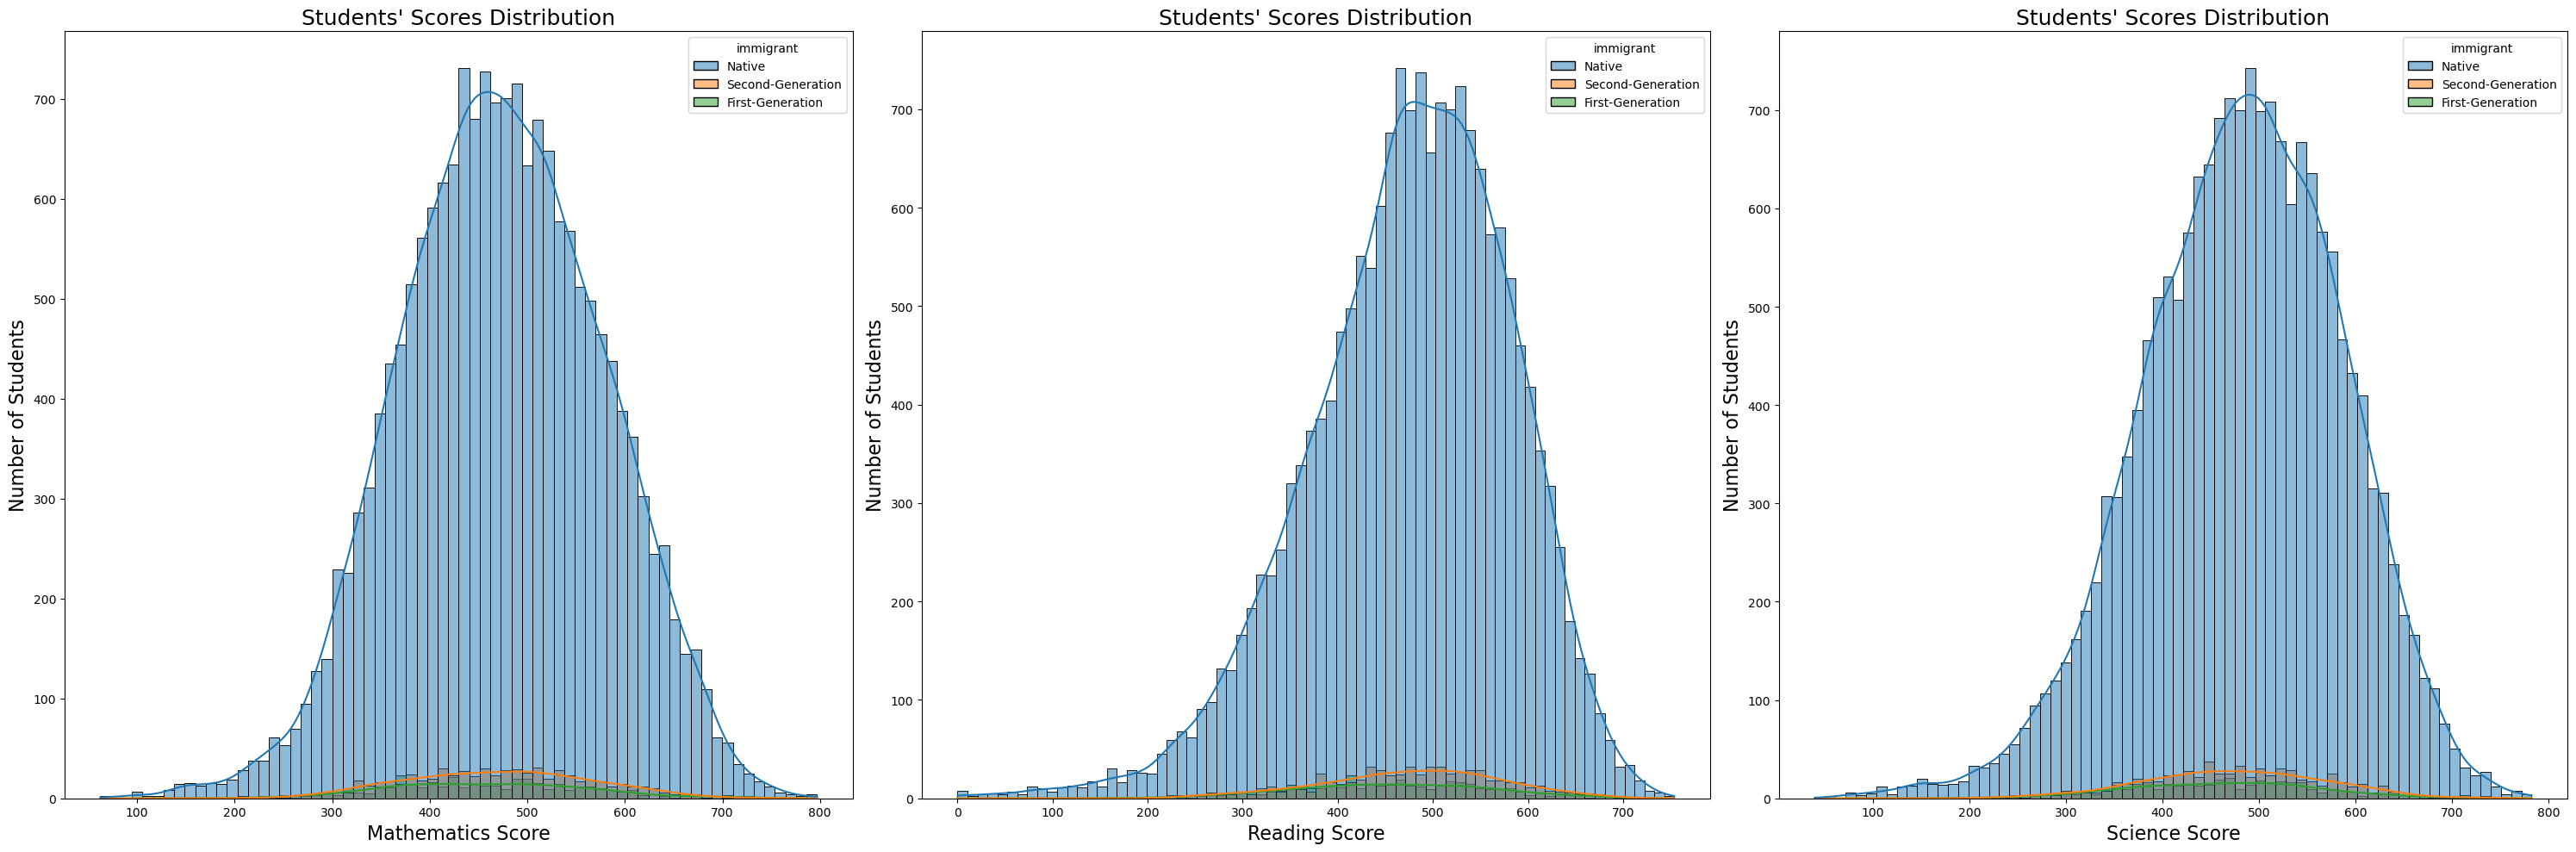 Students' Scores Distribution
immigrant
Native
Second-Generation
First-Generation
Number of Students
700
600
500
400
300
200
100
0
100 200 300 400 500 600 700 800
Mathematics Score
Students' Scores Distribution
immigrant
Native
Second-Generation
First-Generation
Number of Students
700
600
500
400
300
200
100
0
0 100 200 300 400 500 600 700
Reading Score
Students' Scores Distribution
immigrant
Native
Second-Generation
First-Generation
Number of Students
700
600
500
400
300
200
100
0
100 200 300 400 500 600 700 800
Science Score